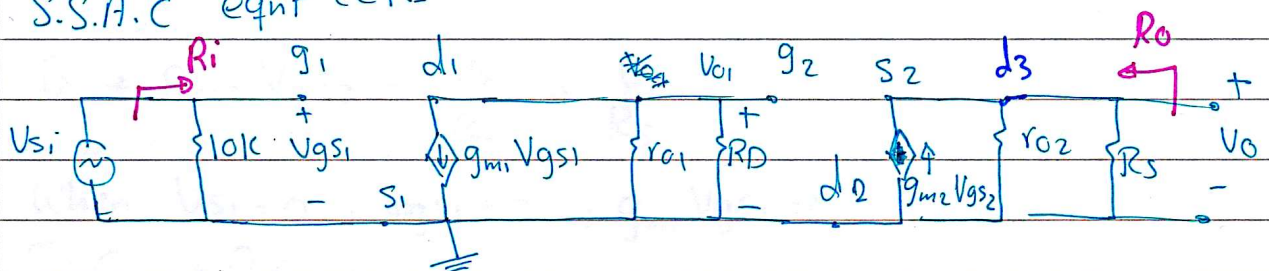 S.S.A.C eqnt
Ri g1 d1 Vo1 g2 S2 d3 Ro
+ + +
Vsi 10K Vgs1 gm1 Vgs1 ro1 RD ro2 RS Vo
- S1 - d2 gm2 Vgs2 -